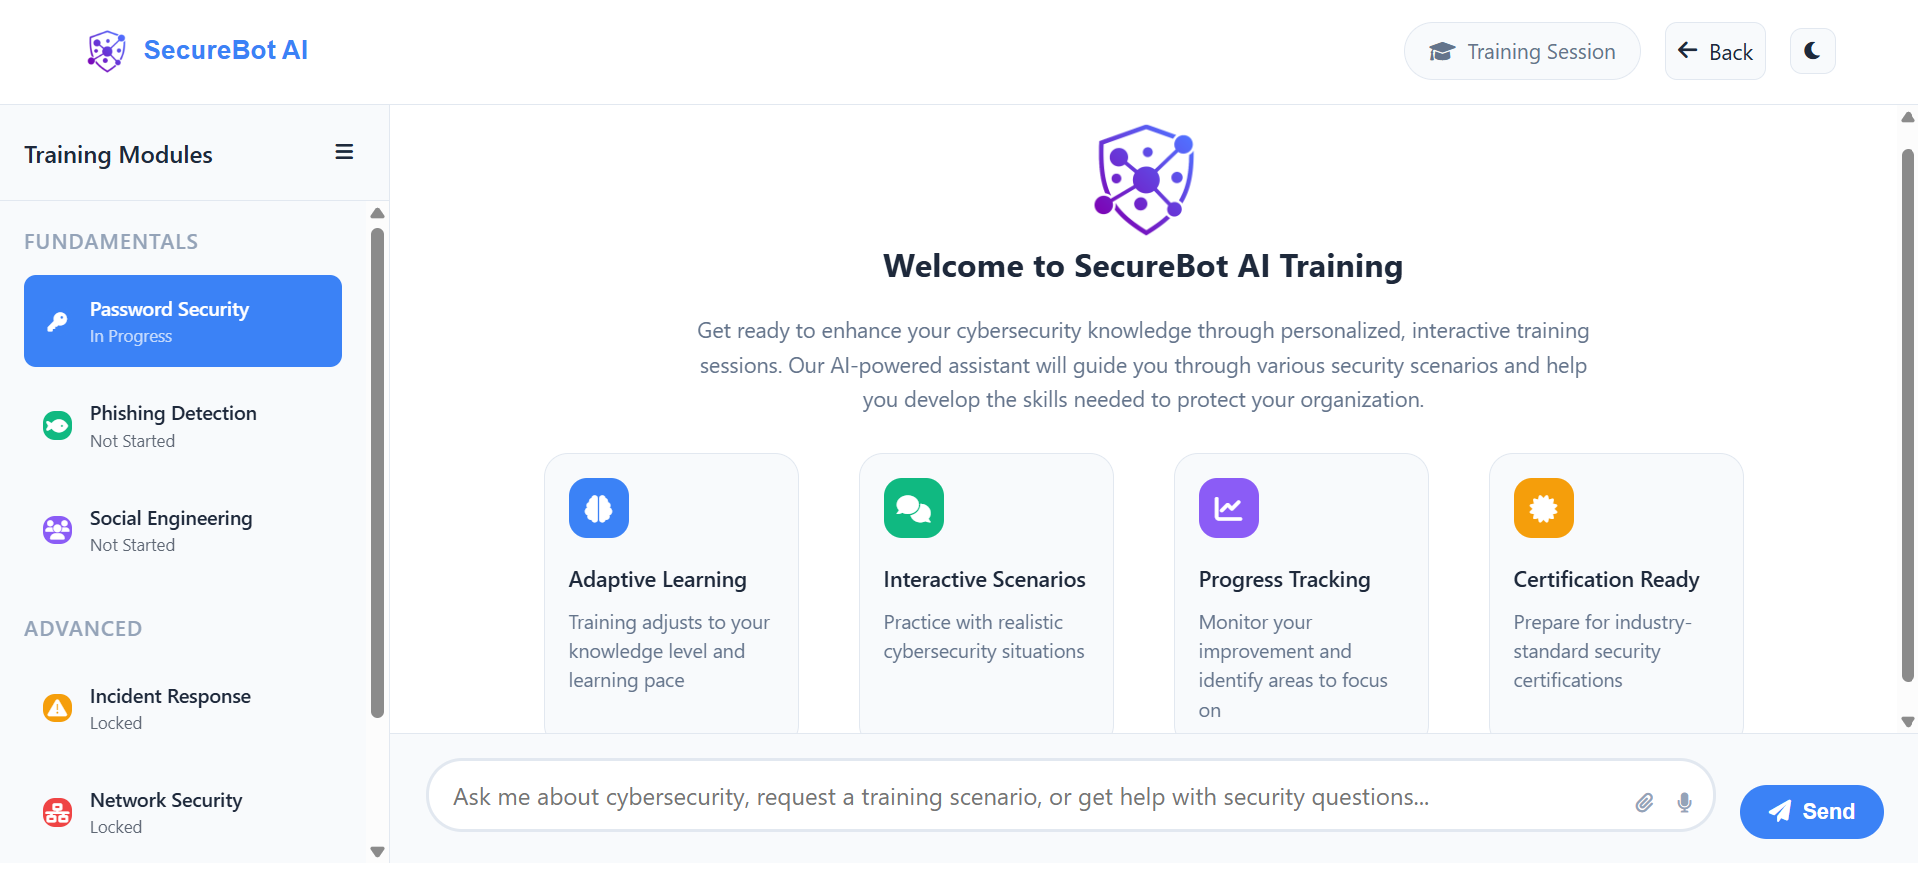 SecureBot AI
Training Session
Back
Training Modules
FUNDAMENTALS
Password Security
In Progress
Phishing Detection
Not Started
Social Engineering
Not Started
ADVANCED
Incident Response
Locked
Network Security
Locked
Welcome to SecureBot AI Training
Get ready to enhance your cybersecurity knowledge through personalized, interactive training
sessions. Our AI-powered assistant will guide you through various security scenarios and help
you develop the skills needed to protect your organization.
Adaptive Learning
Training adjusts to your
knowledge level and
learning pace
Interactive Scenarios
Practice with realistic
cybersecurity situations
Progress Tracking
Monitor your
improvement and
identify areas to focus
on
Certification Ready
Prepare for industry-
standard security
certifications
Ask me about cybersecurity, request a training scenario, or get help with security questions...
Send